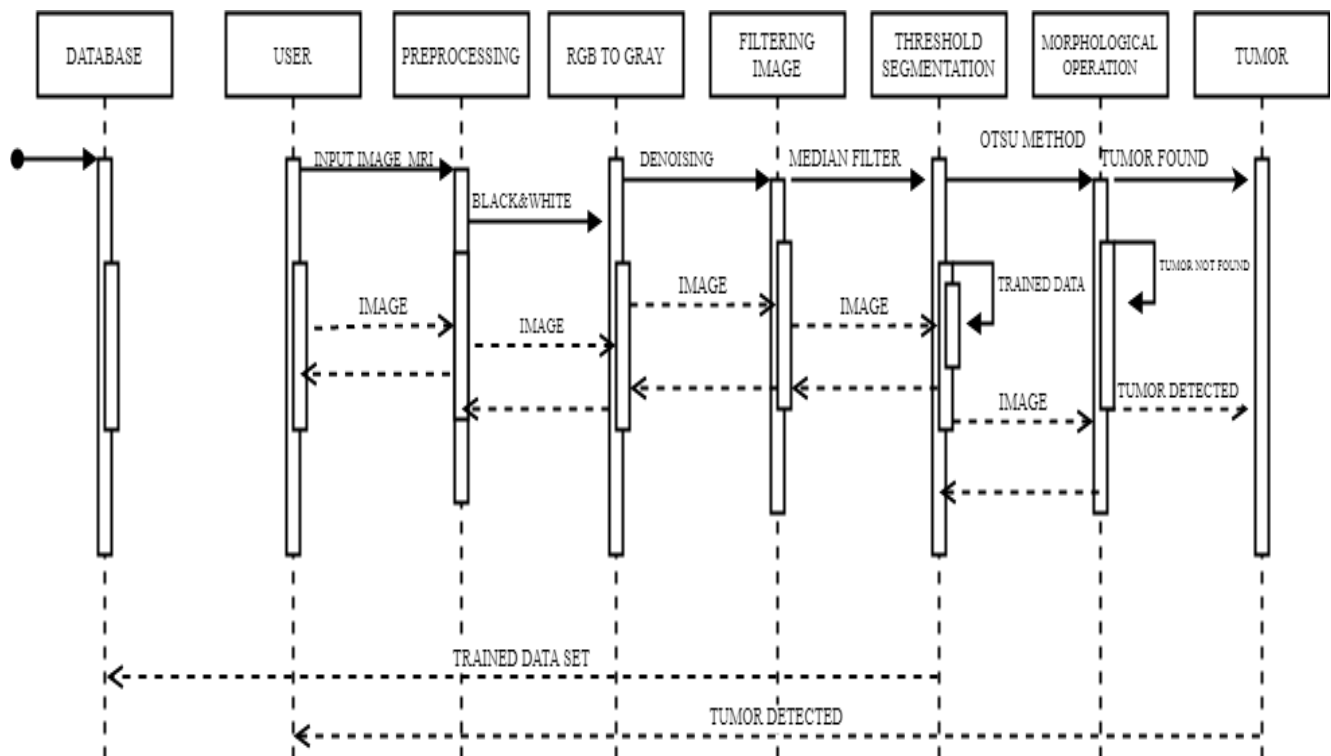 DATABASE
USER
PREPROCESSING
RGB TO GRAY
FILTERING
IMAGE
THRESHOLD
SEGMENTATION
MORPHOLOGICAL
OPERATION
TUMOR
OTSU METHOD
INPUT IMAGE MRI
DENOISING
MEDIAN FILTER
TUMOR FOUND
BLACK&WHITE
TUMOR NOT FOUND
IMAGE
TRAINED DATA
IMAGE
IMAGE
IMAGE
TUMOR DETECTED
IMAGE
TRAINED DATA SET
TUMOR DETECTED